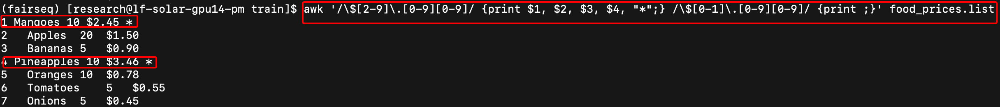 (fairseq) [research@lf-solar-gpu14-pm train]$ awk '/\$[2-9]\.[0-9][0-9]/ {print $1, $2, $3, $4, "*";} /\$[0-1]\.[0-9][0-9]/ {print ;}' food_prices.list
1 Mangoes 10 $2.45 *
2   Apples  20  $1.50
3   Bananas 5   $0.90
4 Pineapples 10 $3.46 *
5   Oranges 10  $0.78
6   Tomatoes    5   $0.55
7   Onions  5   $0.45